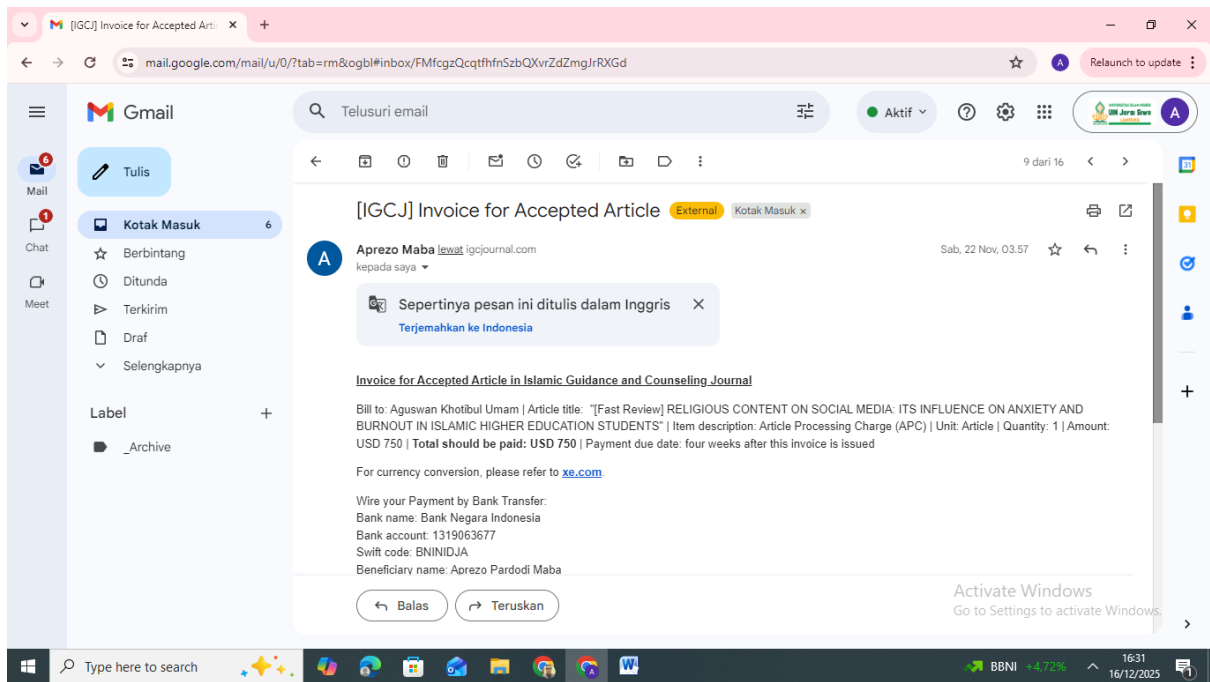 [IGCJ] Invoice for Accepted Arti
mail.google.com/mail/u/0/?tab=rm&ogbl#inbox/FMfcgzQcqtfhfnSzbQXvrZdZmgJrRXGd
A
Relaunch to update
Gmail
Telusuri email
Aktif
UIN Jurai Siwo
A
6
Mail
1
Chat
Meet
Tulis
Kotak Masuk 6
Berbintang
Ditunda
Terkirim
Draf
Selengkapnya
Label
_Archive
9 dari 16
31
[IGCJ] Invoice for Accepted Article External Kotak Masuk x
A
Aprezo Maba lewat igcjournal.com Sab, 22 Nov, 03.57
kepada saya
Sepertinya pesan ini ditulis dalam Inggris
Terjemahkan ke Indonesia
Invoice for Accepted Article in Islamic Guidance and Counseling Journal
Bill to: Aguswan Khotibul Umam | Article title: "[Fast Review] RELIGIOUS CONTENT ON SOCIAL MEDIA: ITS INFLUENCE ON ANXIETY AND
BURNOUT IN ISLAMIC HIGHER EDUCATION STUDENTS" | Item description: Article Processing Charge (APC) | Unit: Article | Quantity: 1 | Amount:
USD 750 | Total should be paid: USD 750 | Payment due date: four weeks after this invoice is issued
For currency conversion, please refer to xe.com.
Wire your Payment by Bank Transfer:
Bank name: Bank Negara Indonesia
Bank account: 1319063677
Swift code: BNINIDJA
Beneficiary name: Aprezo Pardodi Maba
Balas
Teruskan
Activate Windows
Go to Settings to activate Windows.
Type here to search
BBNI +4,72%
16:31
16/12/2025
1